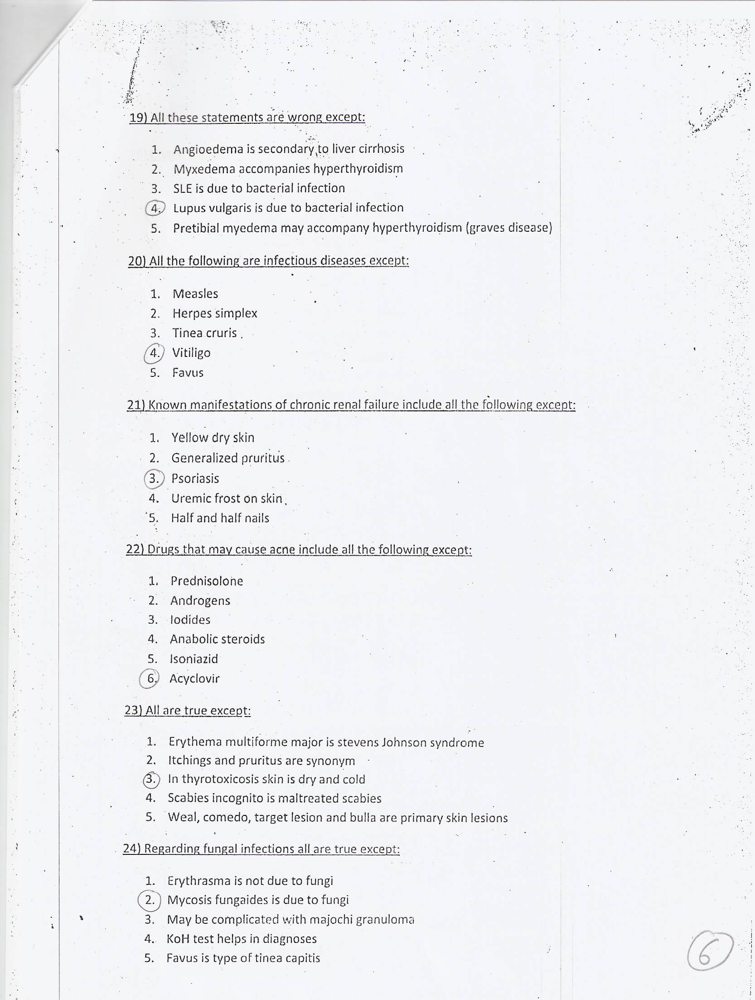 19) All these statements are wrong except:
1. Angioedema is secondary to liver cirrhosis
2. Myxedema accompanies hyperthyroidism
3. SLE is due to bacterial infection
4. Lupus vulgaris is due to bacterial infection
5. Pretibial myedema may accompany hyperthyroidism (graves disease)
20) All the following are infectious diseases except:
1. Measles
2. Herpes simplex
3. Tinea cruris
4. Vitiligo
5. Favus
21) Known manifestations of chronic renal failure include all the following except:
1. Yellow dry skin
2. Generalized pruritus
3. Psoriasis
4. Uremic frost on skin
5. Half and half nails
22) Drugs that may cause acne include all the following except:
1. Prednisolone
2. Androgens
3. Iodides
4. Anabolic steroids
5. Isoniazid
6. Acyclovir
23) All are true except:
1. Erythema multiforme major is stevens Johnson syndrome
2. Itchings and pruritus are synonym
3. In thyrotoxicosis skin is dry and cold
4. Scabies incognito is maltreated scabies
5. Weal, comedo, target lesion and bulla are primary skin lesions
24) Regarding fungal infections all are true except:
1. Erythrasma is not due to fungi
2. Mycosis fungaides is due to fungi
3. May be complicated with majochi granuloma
4. KoH test helps in diagnoses
5. Favus is type of tinea capitis
6